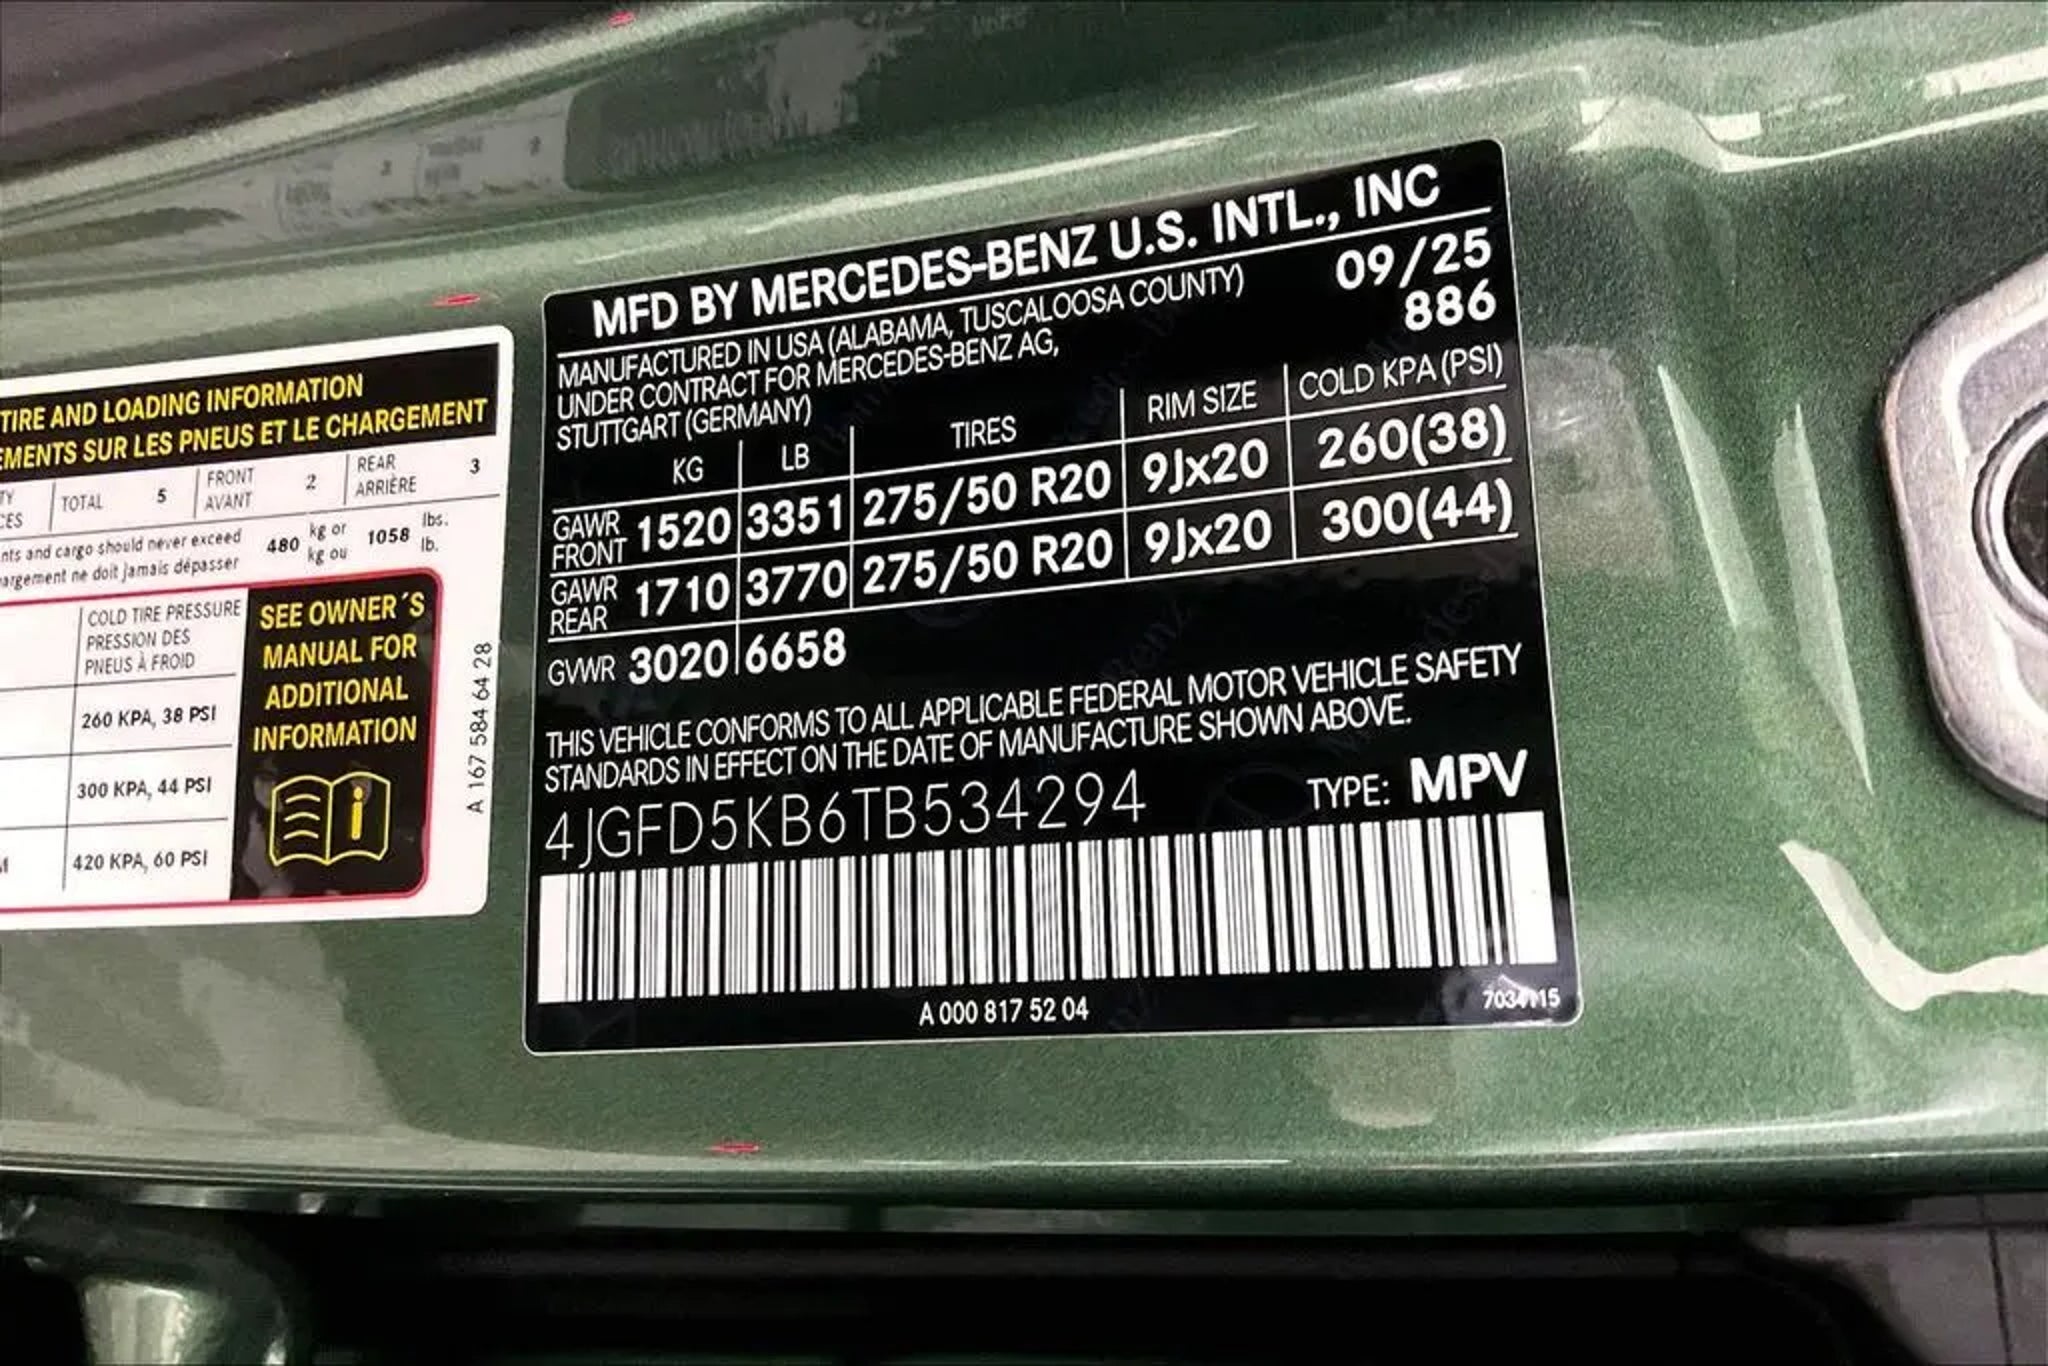 TIRE AND LOADING INFORMATION
EMENTS SUR LES PNEUS ET LE CHARGEMENT
TY
CES
TOTAL 5
FRONT
AVANT
2
REAR
ARRIÈRE
3
nts and cargo should never exceed
argement ne doit jamais dépasser
480
kg or
kg ou
1058
lbs.
lb.
COLD TIRE PRESSURE
PRESSION DES
PNEUS À FROID
260 KPA, 38 PSI
300 KPA, 44 PSI
420 KPA, 60 PSI
SEE OWNER´S
MANUAL FOR
ADDITIONAL
INFORMATION
A 167 584 64 28
MFD BY MERCEDES-BENZ U.S. INTL., INC
MANUFACTURED IN USA (ALABAMA, TUSCALOOSA COUNTY)
UNDER CONTRACT FOR MERCEDES-BENZ AG,
STUTTGART (GERMANY)
09/25
886
KG LB TIRES RIM SIZE COLD KPA (PSI)
GAWR
FRONT
1520 3351 275/50 R20 9Jx20 260(38)
GAWR
REAR
1710 3770 275/50 R20 9Jx20 300(44)
GVWR 3020 6658
THIS VEHICLE CONFORMS TO ALL APPLICABLE FEDERAL MOTOR VEHICLE SAFETY
STANDARDS IN EFFECT ON THE DATE OF MANUFACTURE SHOWN ABOVE.
4JGFD5KB6TB534294 TYPE: MPV
A 000 817 52 04